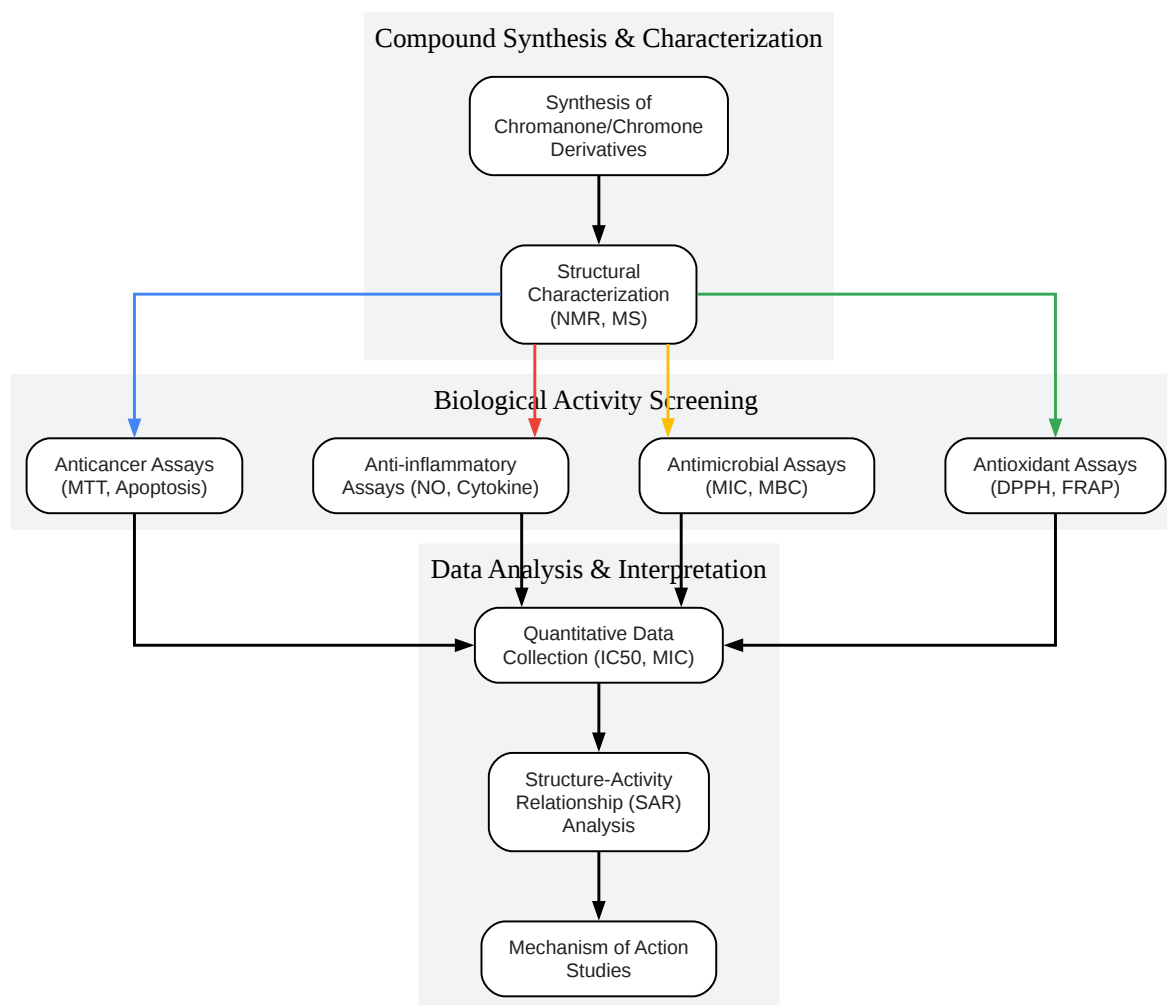 Compound Synthesis & Characterization
Synthesis of
Chromanone/Chromone
Derivatives
Structural
Characterization
(NMR, MS)
Biological Activity Screening
Anticancer Assays
(MTT, Apoptosis)
Anti-inflammatory
Assays (NO, Cytokine)
Antimicrobial Assays
(MIC, MBC)
Antioxidant Assays
(DPPH, FRAP)
Data Analysis & Interpretation
Quantitative Data
Collection (IC50, MIC)
Structure-Activity
Relationship (SAR)
Analysis
Mechanism of Action
Studies